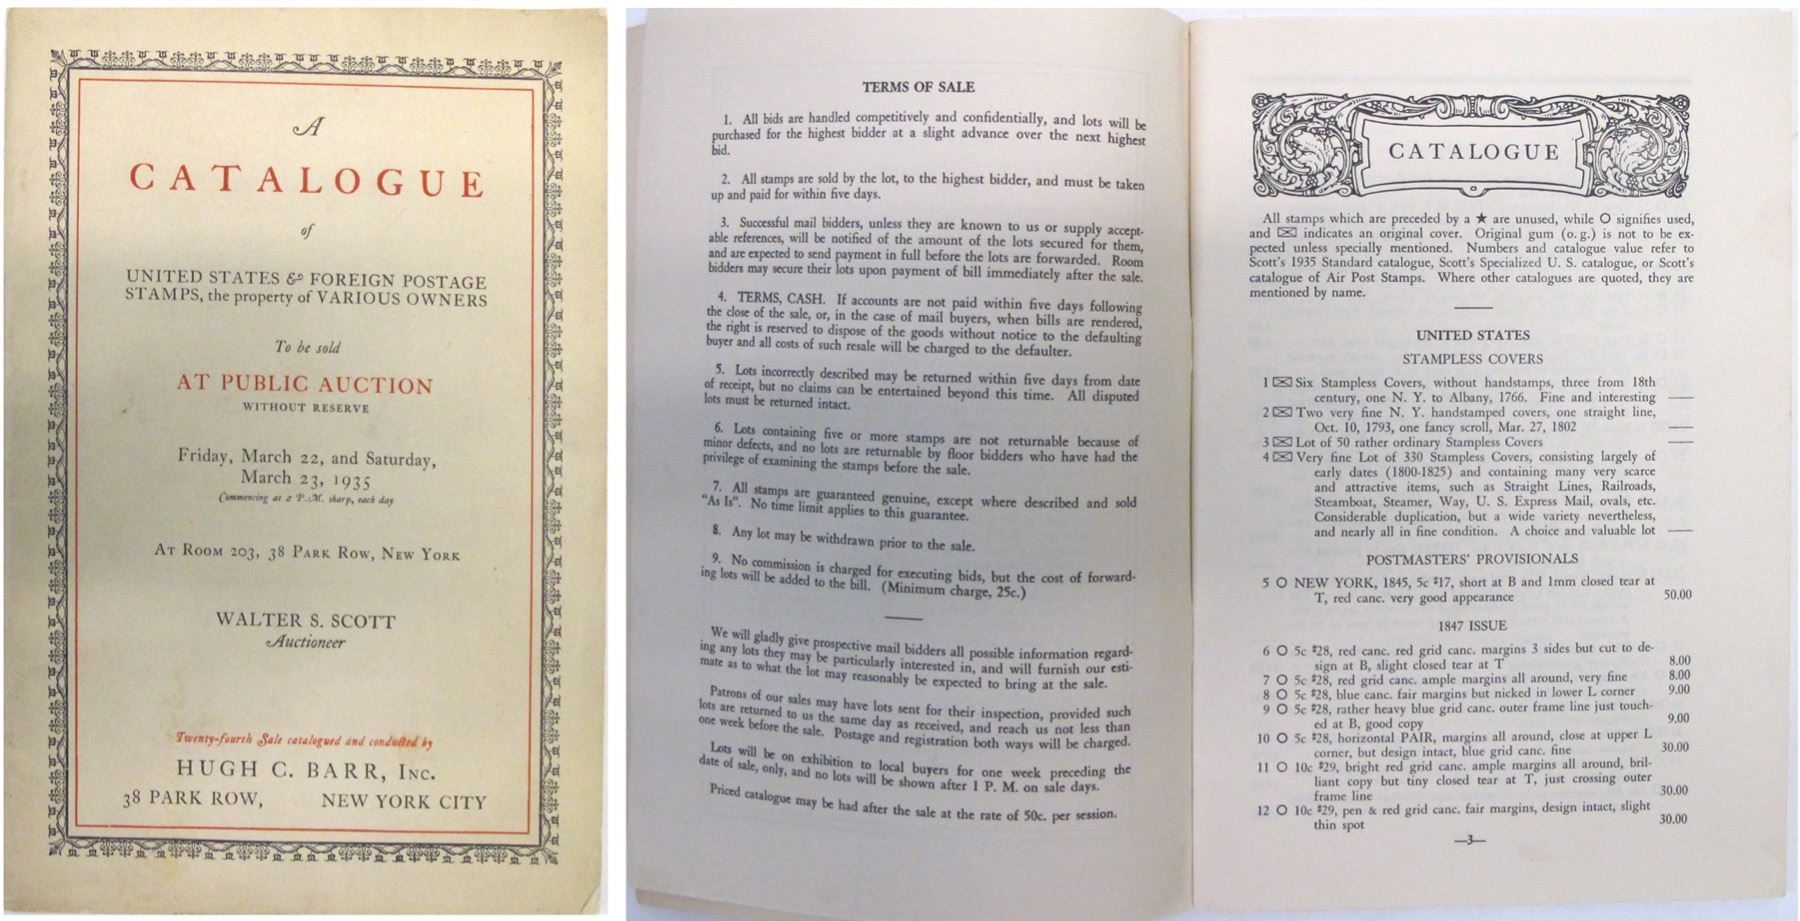 A
CATALOGUE
of
UNITED STATES & FOREIGN POSTAGE
STAMPS, the property of VARIOUS OWNERS
To be sold
AT PUBLIC AUCTION
WITHOUT RESERVE
Friday, March 22, and Saturday,
March 23, 1935
Commencing at 2 P.M. sharp, each day
AT ROOM 203, 38 PARK ROW, NEW YORK
WALTER S. SCOTT
Auctioneer
Twenty-fourth Sale catalogued and conducted by
HUGH C. BARR, INC.
38 PARK ROW, NEW YORK CITY
TERMS OF SALE
1. All bids are handled competitively and confidentially, and lots will be
purchased for the highest bidder at a slight advance over the next highest
bid.
2. All stamps are sold by the lot, to the highest bidder, and must be taken
up and paid for within five days.
3. Successful mail bidders, unless they are known to us or supply accept-
able references, will be notified of the amount of the lots secured for them,
and are expected to send payment in full before the lots are forwarded. Room
bidders may secure their lots upon payment of bill immediately after the sale.
4. TERMS, CASH. If accounts are not paid within five days following
the close of the sale, or, in the case of mail buyers, when bills are rendered,
the right is reserved to dispose of the goods without notice to the defaulting
buyer and all costs of such resale will be charged to the defaulter.
5. Lots incorrectly described may be returned within five days from date
of receipt, but no claims can be entertained beyond this time. All disputed
lots must be returned intact.
6. Lots containing five or more stamps are not returnable because of
minor defects, and no lots are returnable by floor bidders who have had the
privilege of examining the stamps before the sale.
7. All stamps are guaranteed genuine, except where described and sold
"As Is". No time limit applies to this guarantee.
8. Any lot may be withdrawn prior to the sale.
9. No commission is charged for executing bids, but the cost of forward-
ing lots will be added to the bill. (Minimum charge, 25c.)
We will gladly give prospective mail bidders all possible information regard-
ing any lots they may be particularly interested in, and will furnish our esti-
mate as to what the lot may reasonably be expected to bring at the sale.
Patrons of our sales may have lots sent for their inspection, provided such
lots are returned to us the same day as received, and reach us not less than
one week before the sale. Postage and registration both ways will be charged.
Lots will be on exhibition to local buyers for one week preceding the
date of sale, only, and no lots will be shown after 1 P. M. on sale days.
Priced catalogue may be had after the sale at the rate of 50c. per session.
CATALOGUE
All stamps which are preceded by a ★ are unused, while O signifies used,
and ✉ indicates an original cover. Original gum (o. g.) is not to be ex-
pected unless specially mentioned. Numbers and catalogue value refer to
Scott's 1935 Standard catalogue, Scott's Specialized U. S. catalogue, or Scott's
catalogue of Air Post Stamps. Where other catalogues are quoted, they are
mentioned by name.
UNITED STATES
STAMPLESS COVERS
1 ✉ Six Stampless Covers, without handstamps, three from 18th
century, one N. Y. to Albany, 1766. Fine and interesting
2 ✉ Two very fine N. Y. handstamped covers, one straight line,
Oct. 10, 1793, one fancy scroll, Mar. 27, 1802
3 ✉ Lot of 50 rather ordinary Stampless Covers
4 ✉ Very fine Lot of 330 Stampless Covers, consisting largely of
early dates (1800-1825) and containing many very scarce
and attractive items, such as Straight Lines, Railroads,
Steamboat, Steamer, Way, U. S. Express Mail, ovals, etc.
Considerable duplication, but a wide variety nevertheless,
and nearly all in fine condition. A choice and valuable lot
POSTMASTERS' PROVISIONALS
5 O NEW YORK, 1845, 5c #17, short at B and 1mm closed tear at
T, red canc. very good appearance 50.00
1847 ISSUE
6 O 5c #28, red canc. red grid canc. margins 3 sides but cut to de-
sign at B, slight closed tear at T 8.00
7 O 5c #28, red grid canc. ample margins all around, very fine 8.00
8 O 5c #28, blue canc. fair margins but nicked in lower L corner 9.00
9 O 5c #28, rather heavy blue grid canc. outer frame line just touch-
ed at B, good copy 9.00
10 O 5c #28, horizontal PAIR, margins all around, close at upper L
corner, but design intact, blue grid canc. fine 30.00
11 O 10c #29, bright red grid canc. ample margins all around, bril-
liant copy but tiny closed tear at T, just crossing outer
frame line 30.00
12 O 10c #29, pen & red grid canc. fair margins, design intact, slight
thin spot 30.00
—3—